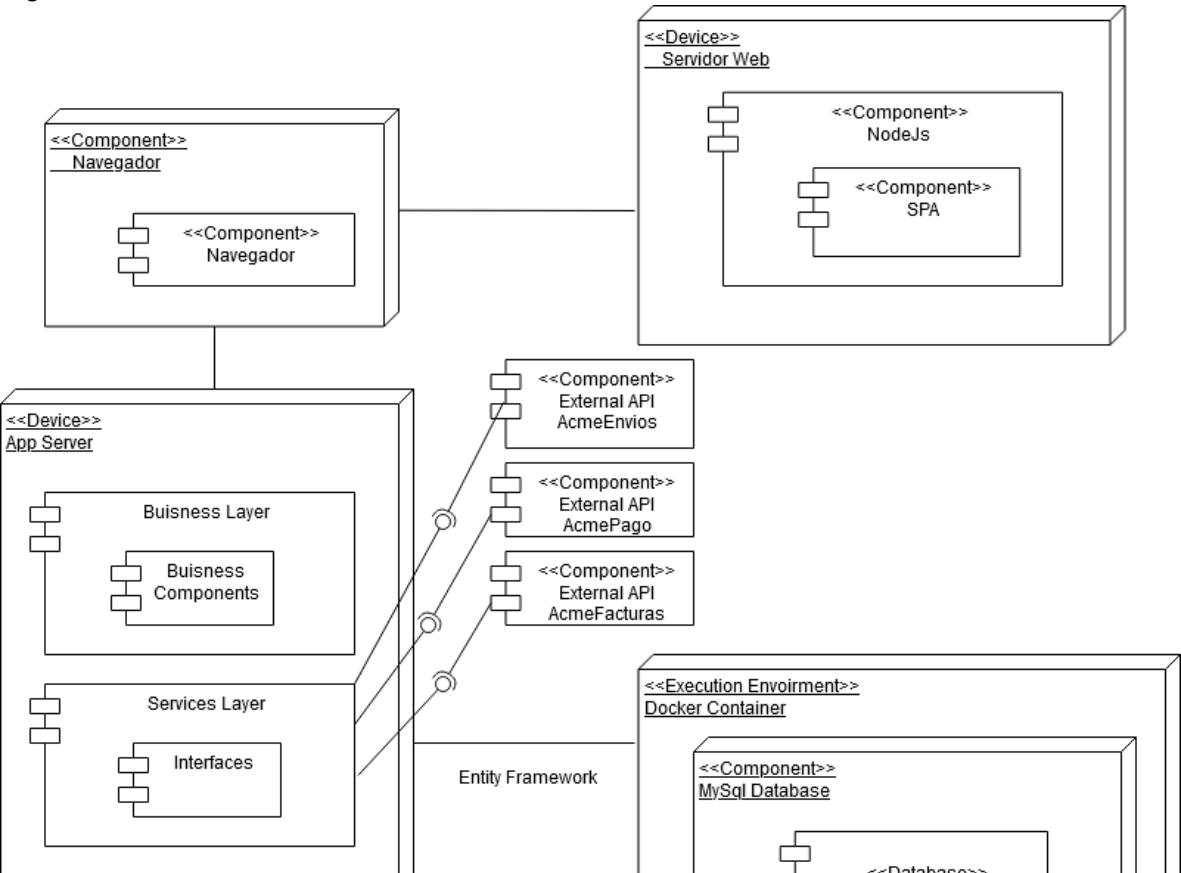 <<Device>>
Servidor Web
<<Component>>
NodeJs
<<Component>>
SPA
<<Component>>
Navegador
<<Component>>
Navegador
<<Device>>
App Server
Buisness Layer
Buisness
Components
Services Layer
Interfaces
<<Component>>
External API
AcmeEnvios
<<Component>>
External API
AcmePago
<<Component>>
External API
AcmeFacturas
Entity Framework
<<Execution Envoirment>>
Docker Container
<<Component>>
MySql Database
<<Database>>